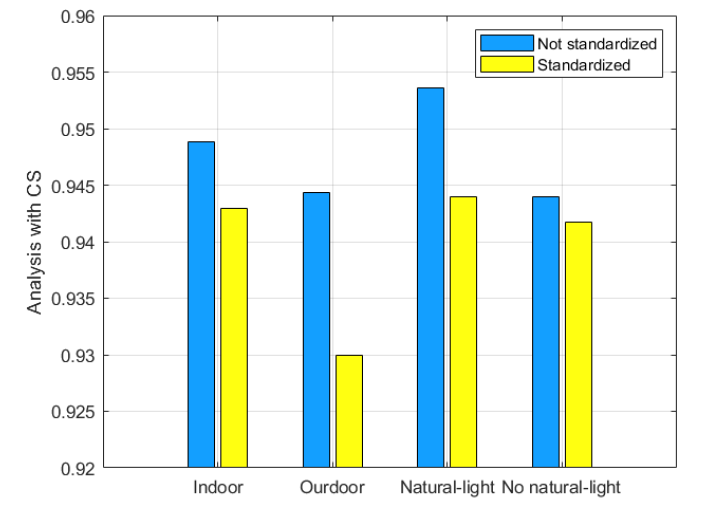 0.96
0.955
0.95
0.945
0.94
0.935
0.93
0.925
0.92
Analysis with CS
Not standardized
Standardized
Indoor Ourdoor Natural-light No natural-light